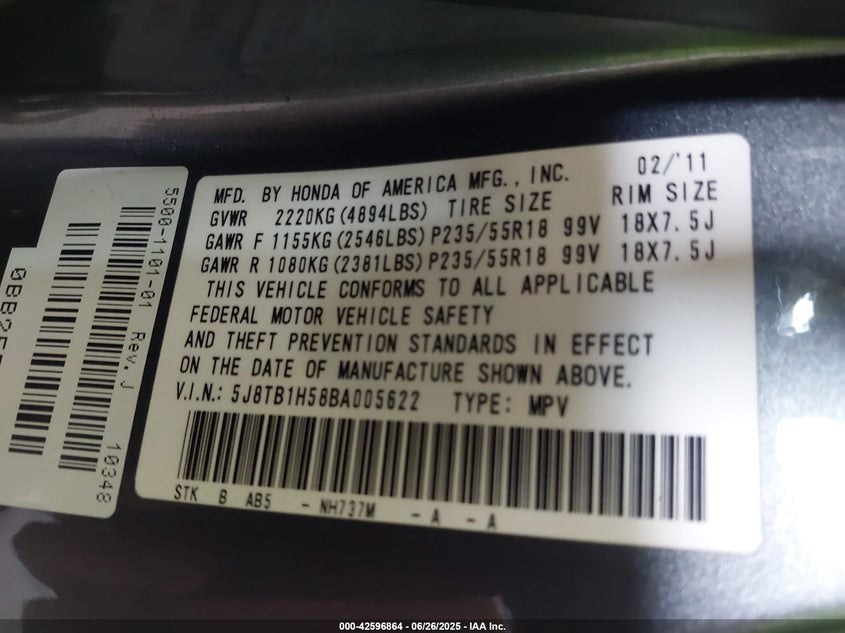 5500-1101-01 Rev.J 10348
MFD. BY HONDA OF AMERICA MFG., INC. 02/'11
GVWR 2220KG(4894LBS) TIRE SIZE RIM SIZE
GAWR F 1155KG(2546LBS)P235/55R18 99V 18X7.5J
GAWR R 1080KG(2381LBS)P235/55R18 99V 18X7.5J
THIS VEHICLE CONFORMS TO ALL APPLICABLE
FEDERAL MOTOR VEHICLE SAFETY
AND THEFT PREVENTION STANDARDS IN EFFECT
ON THE DATE OF MANUFACTURE SHOWN ABOVE.
V.I.N.: 5J8TB1H58BA005622 TYPE: MPV
STK B AB5 - NH737M - A - A
000-42596864 / 06/26/2025 - IAA Inc.